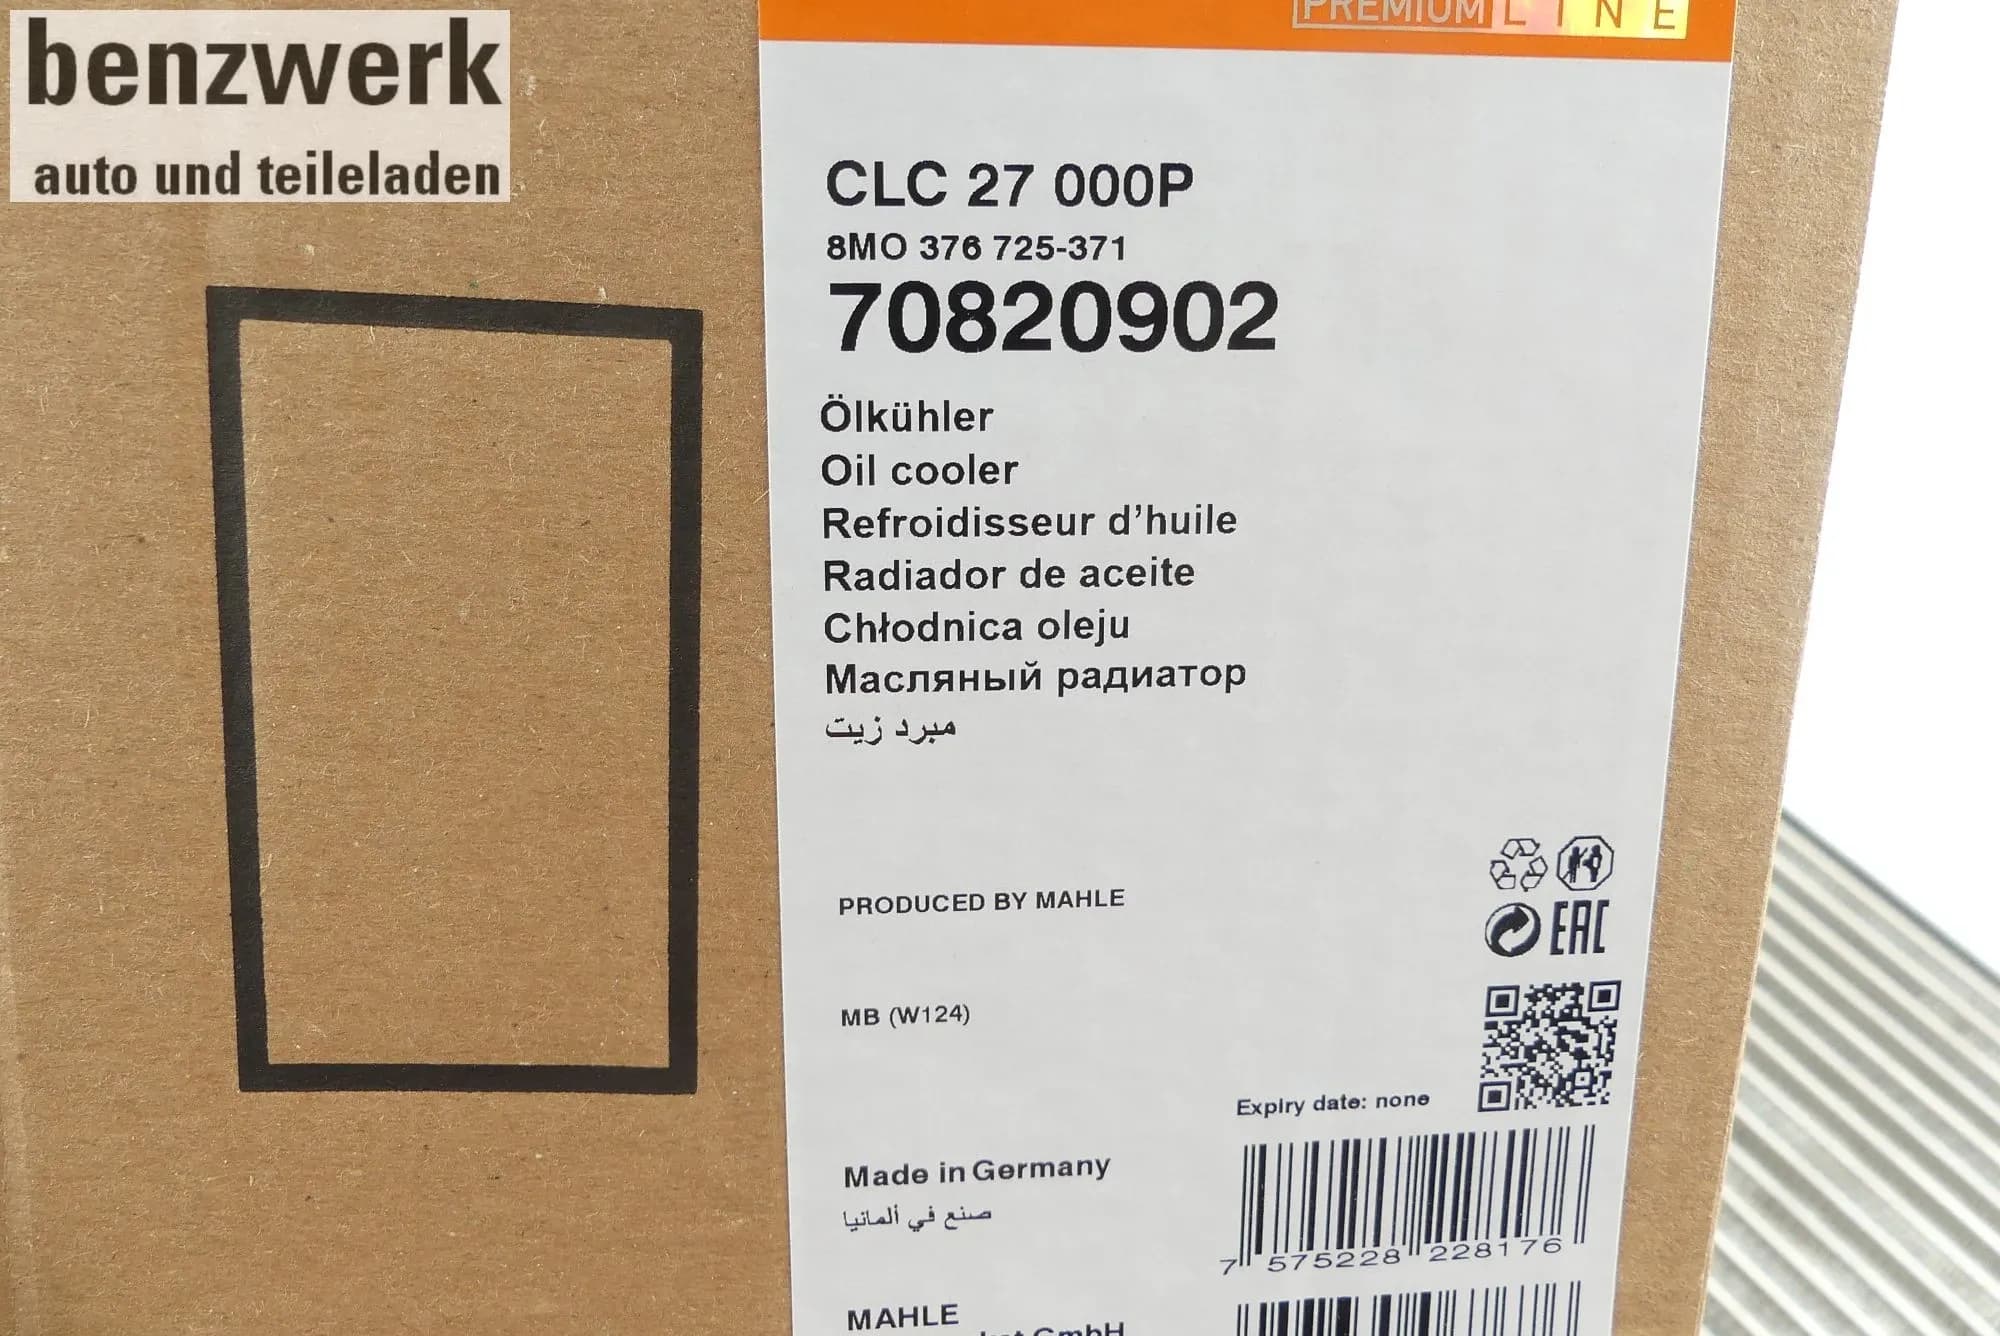 benzwerk
auto und teileladen
PREMIUM LINE
CLC 27 000P
8MO 376 725-371
70820902
Ölkühler
Oil cooler
Refroidisseur d’huile
Radiador de aceite
Chłodnica oleju
Масляный радиатор
مبرد زيت
PRODUCED BY MAHLE
EAC
MB (W124)
Expiry date: none
Made in Germany
صنع في ألمانيا
7 575228 228176
MAHLE
GmbH